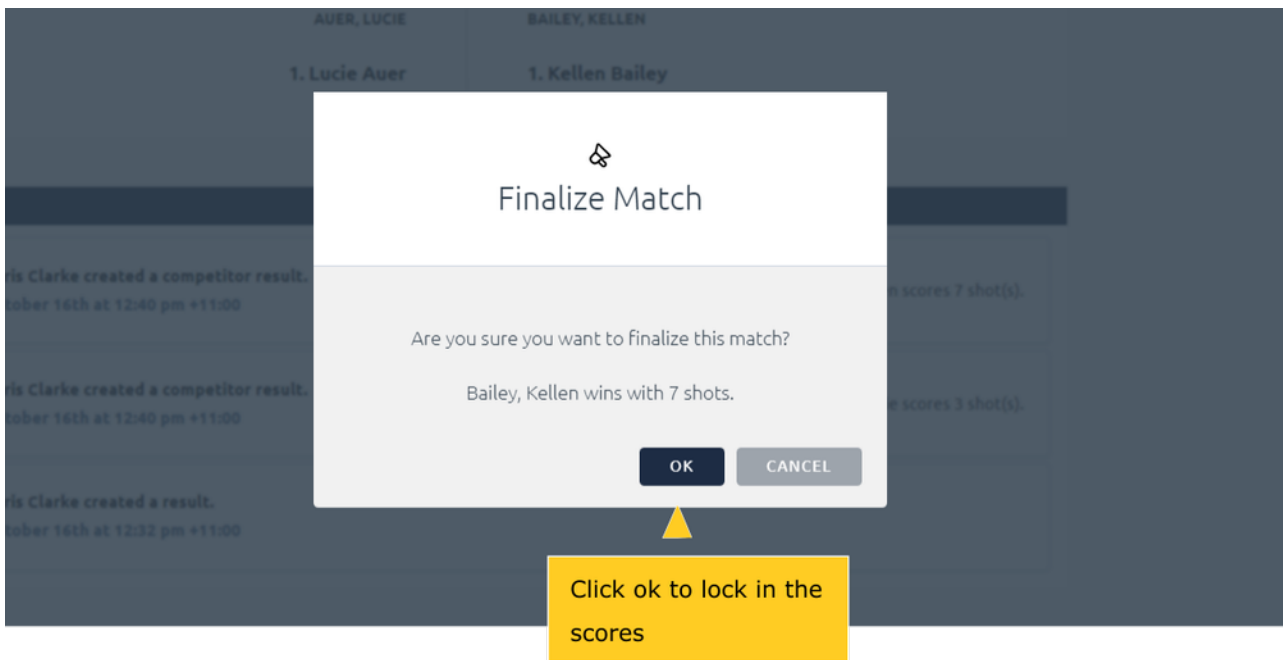 AUER, LUCIE
BAILEY, KELLEN
1. Lucie Auer
1. Kellen Bailey
Finalize Match
ris Clarke created a competitor result.
tober 16th at 12:40 pm +11:00
n scores 7 shot(s).
Are you sure you want to finalize this match?
Bailey, Kellen wins with 7 shots.
ris Clarke created a competitor result.
tober 16th at 12:40 pm +11:00
e scores 3 shot(s).
OK
CANCEL
ris Clarke created a result.
tober 16th at 12:32 pm +11:00
Click ok to lock in the
scores